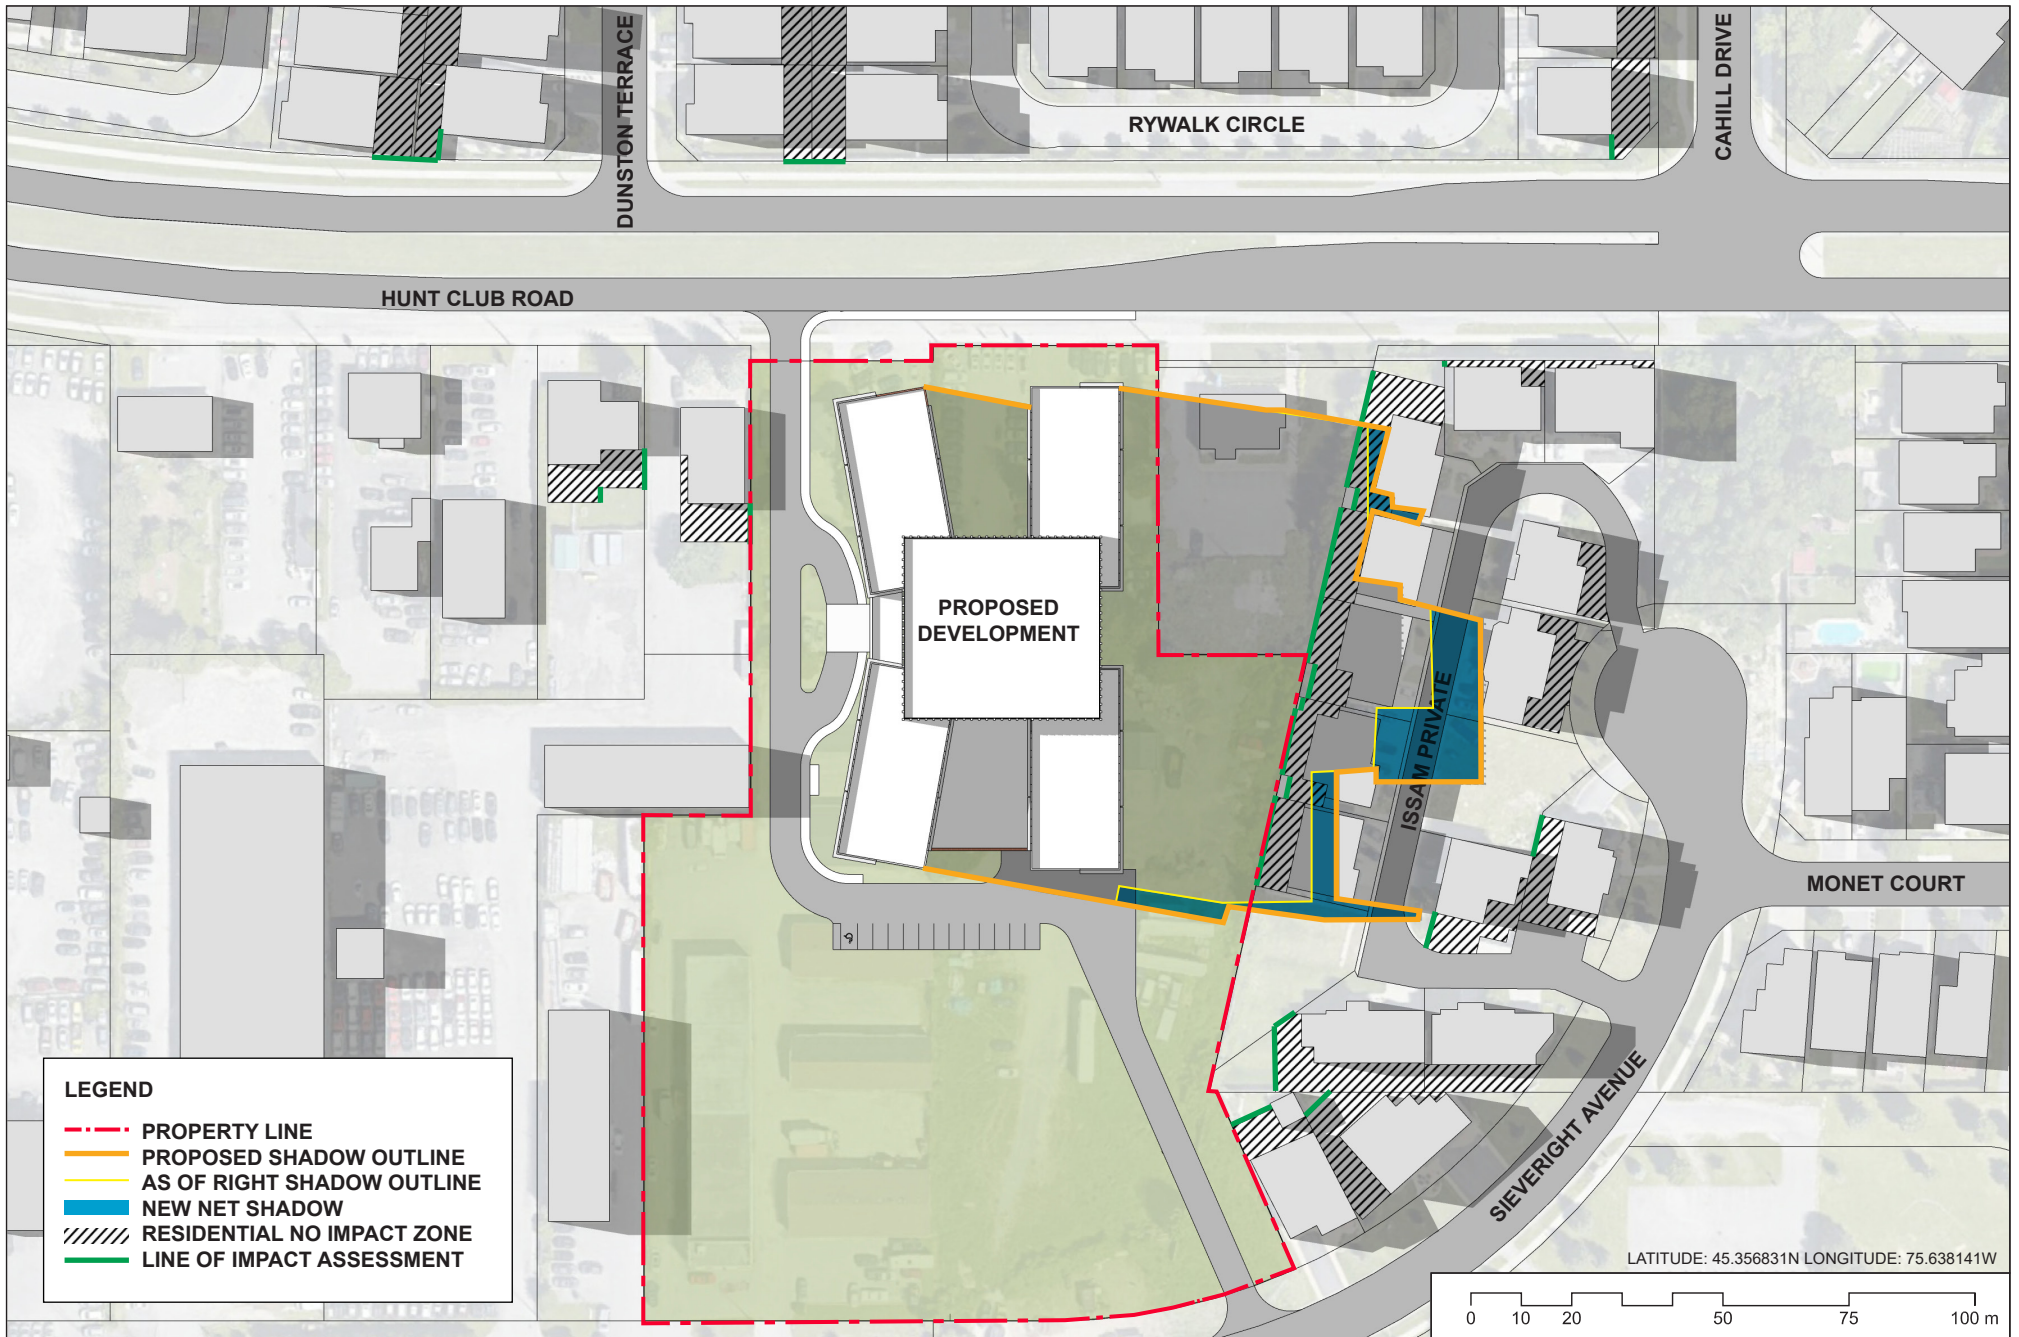 DUNSTON TERRACE
RYWALK CIRCLE
CAHILL DRIVE
HUNT CLUB ROAD
PROPOSED
DEVELOPMENT
ISSAM PRIVATE
MONET COURT
SIEVERIGHT AVENUE
LEGEND
PROPERTY LINE
PROPOSED SHADOW OUTLINE
AS OF RIGHT SHADOW OUTLINE
NEW NET SHADOW
RESIDENTIAL NO IMPACT ZONE
LINE OF IMPACT ASSESSMENT
LATITUDE: 45.356831N LONGITUDE: 75.638141W
0 10 20 50 75 100 m